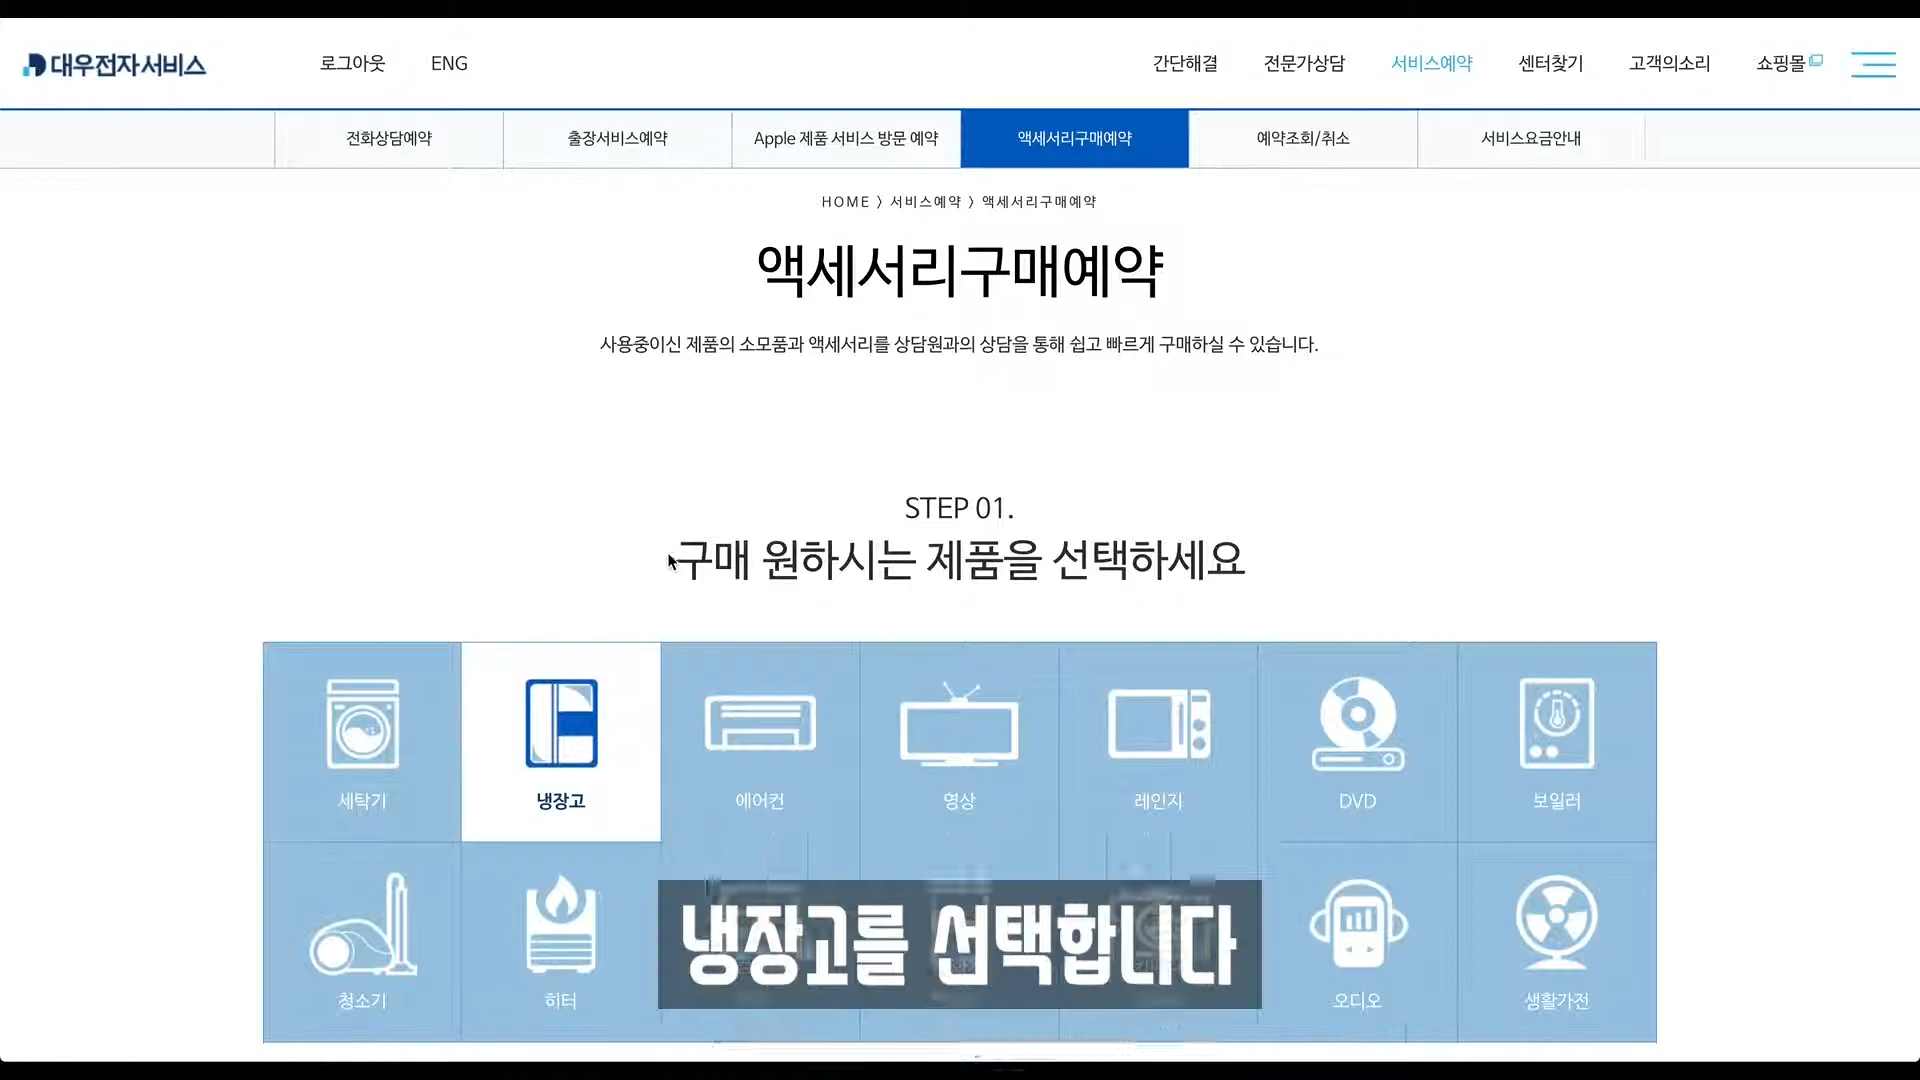 대우전자서비스
로그아웃 ENG
간단해결 전문가상담 서비스예약 센터찾기 고객의소리 쇼핑몰
전화상담예약 출장서비스예약 Apple 제품 서비스 방문 예약 액세서리구매예약 예약조회/취소 서비스요금안내
HOME 〉 서비스예약 〉 액세서리구매예약
액세서리구매예약
사용중이신 제품의 소모품과 액세서리를 상담원과의 상담을 통해 쉽고 빠르게 구매하실 수 있습니다.
STEP 01.
구매 원하시는 제품을 선택하세요
세탁기 냉장고 에어컨 영상 레인지 DVD 보일러
청소기 히터 오디오 생활가전
냉장고를 선택합니다